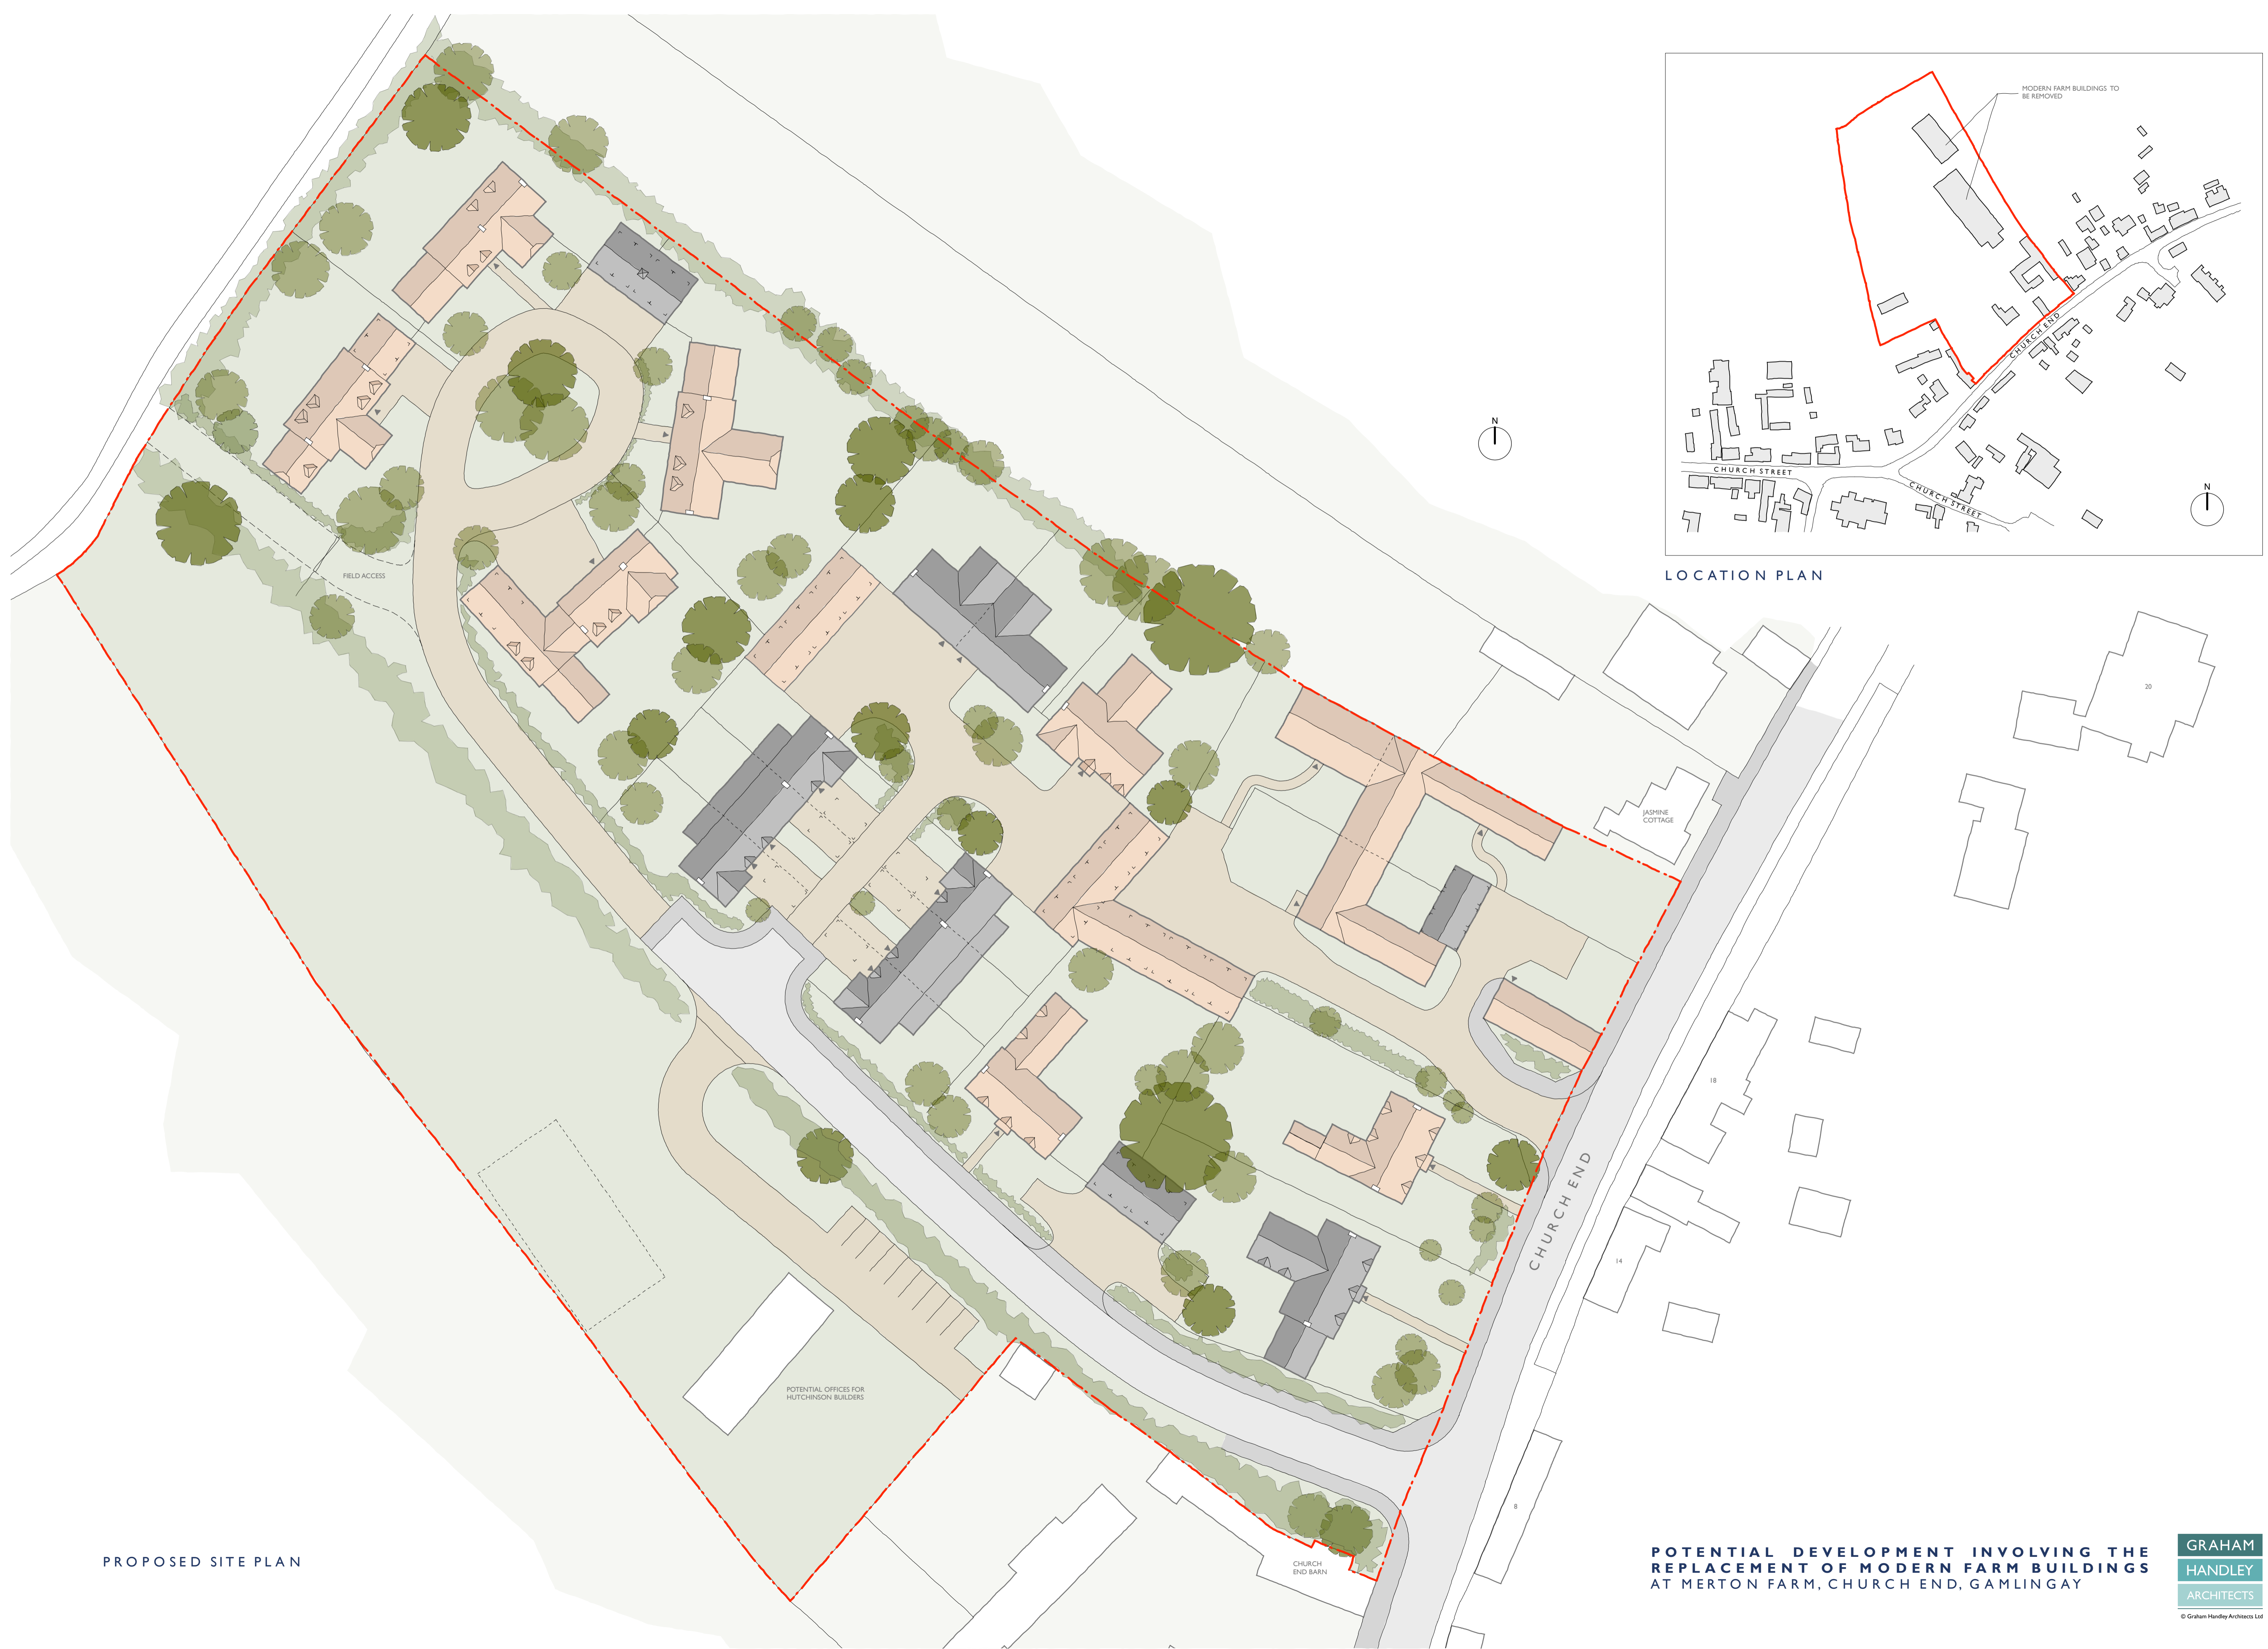 MODERN FARM BUILDINGS TO
BE REMOVED
CHURCH END
CHURCH STREET
CHURCH STREET
N
N
LOCATION PLAN
FIELD ACCESS
20
JASMINE
COTTAGE
18
14
CHURCH END
POTENTIAL OFFICES FOR
HUTCHINSON BUILDERS
8
CHURCH
END BARN
PROPOSED SITE PLAN
POTENTIAL DEVELOPMENT INVOLVING THE
REPLACEMENT OF MODERN FARM BUILDINGS
AT MERTON FARM, CHURCH END, GAMLINGAY
GRAHAM
HANDLEY
ARCHITECTS
© Graham Handley Architects Ltd